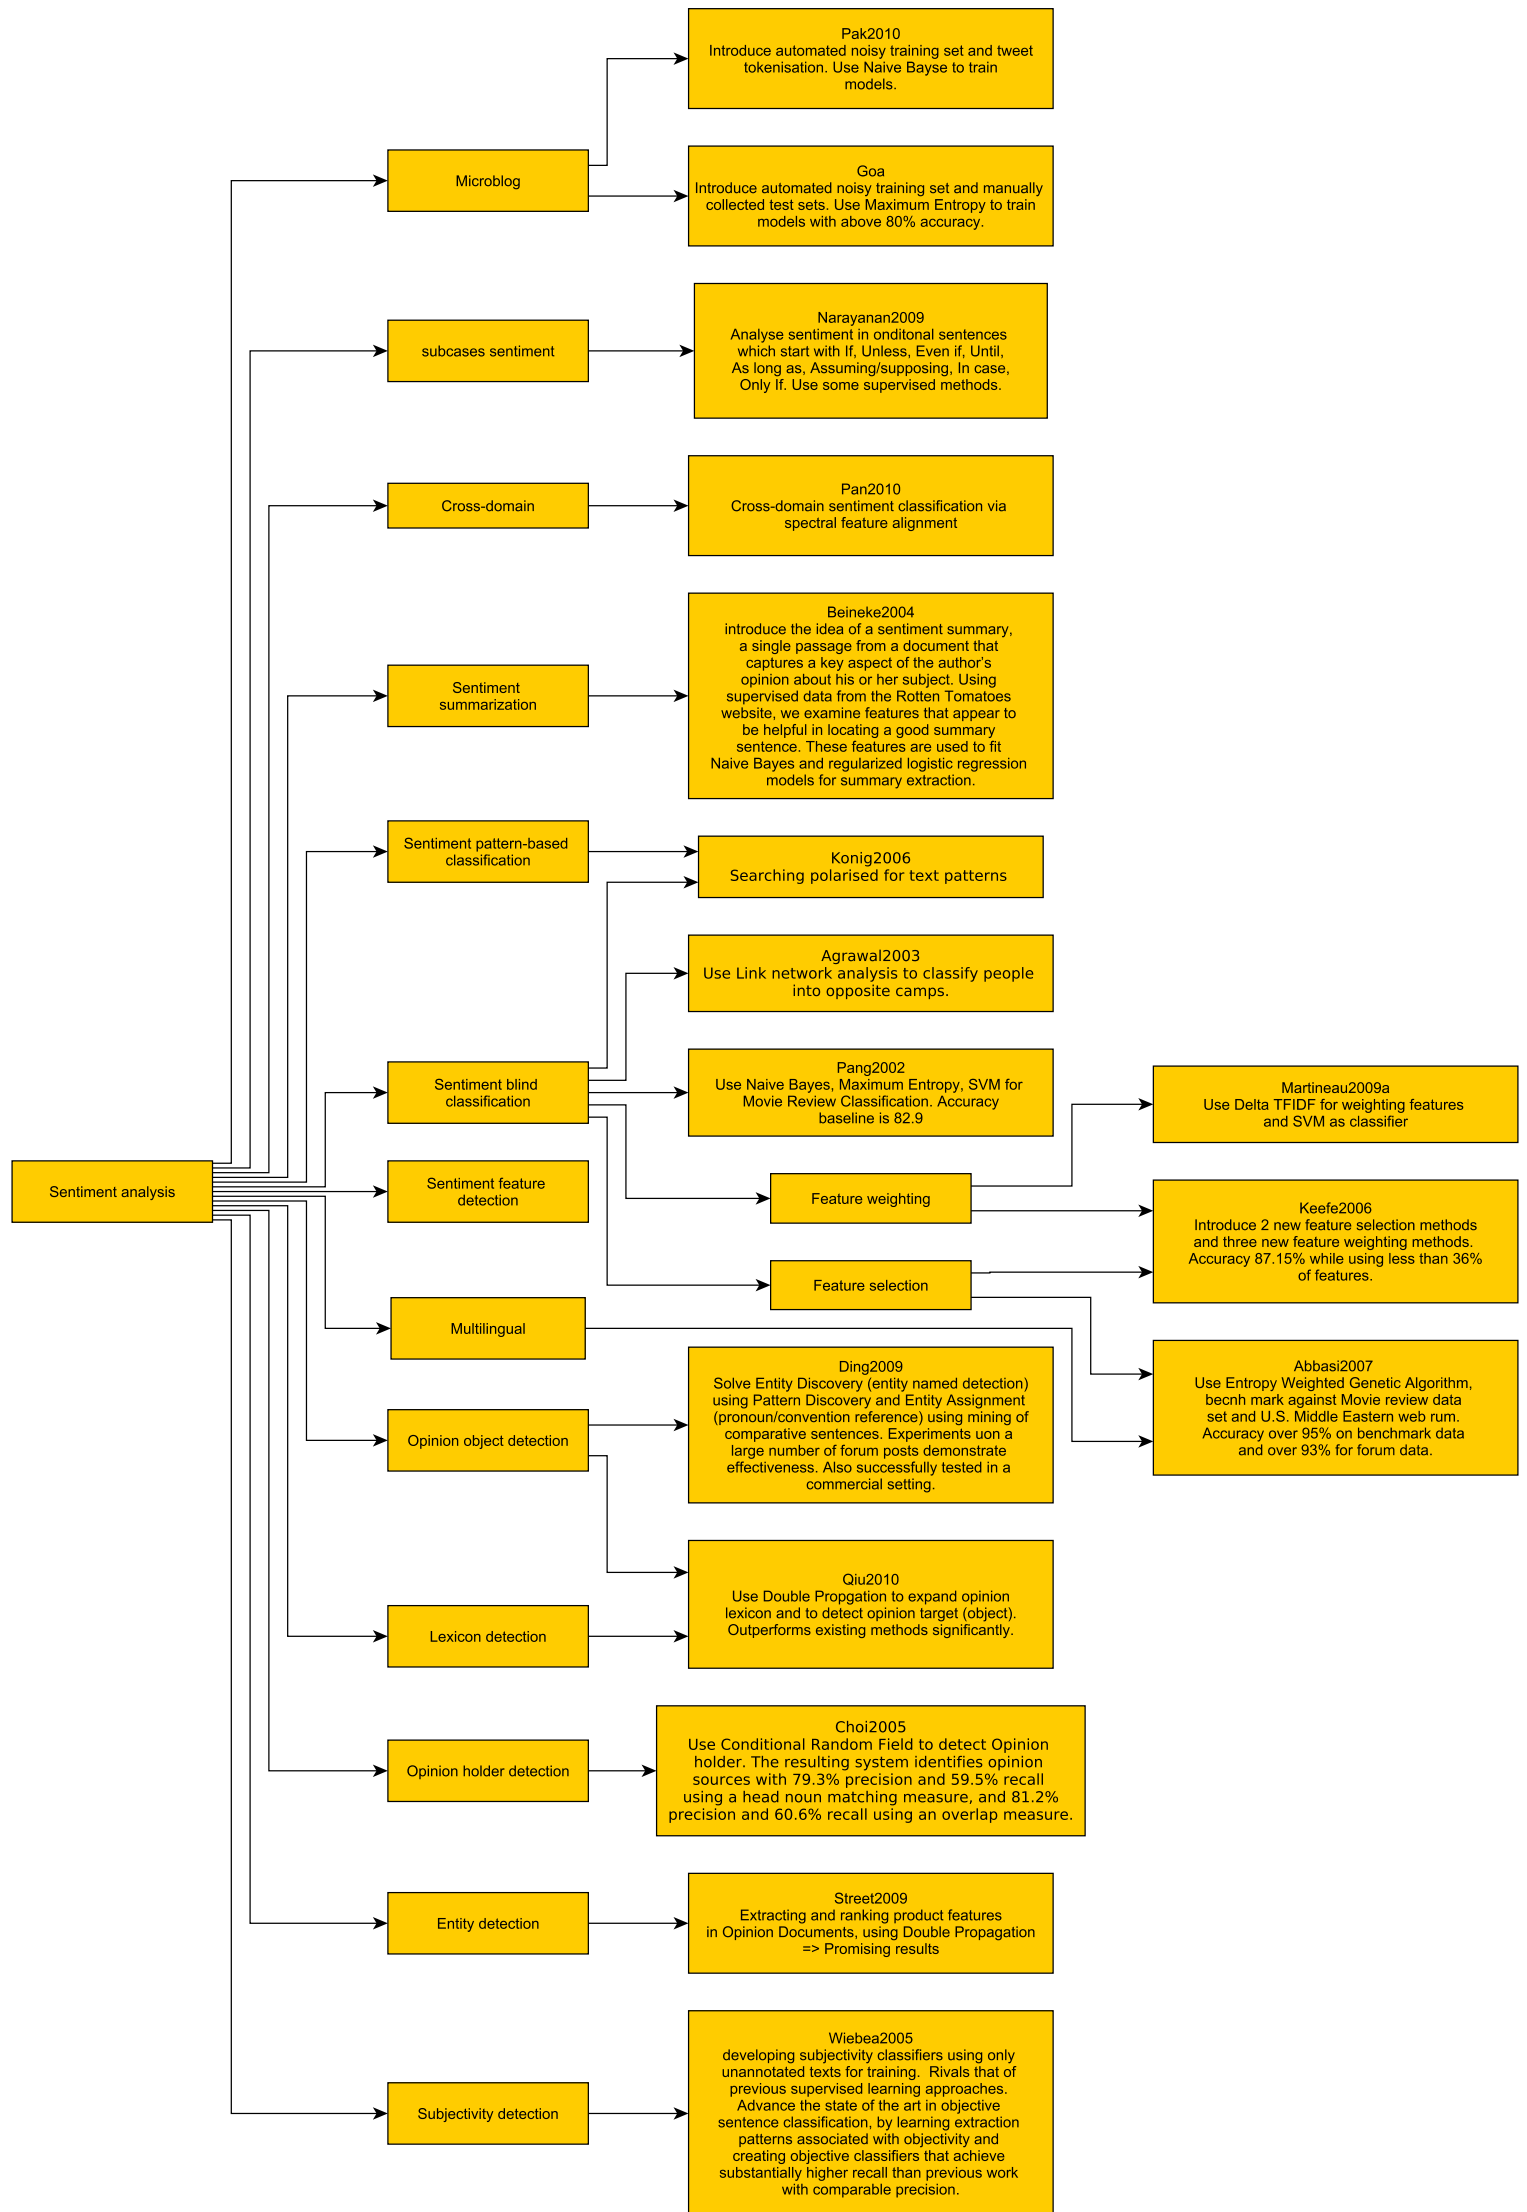 Pak2010
Introduce automated noisy training set and tweet
tokenisation. Use Naive Bayse to train
models.
Microblog
Goa
Introduce automated noisy training set and manually
collected test sets. Use Maximum Entropy to train
models with above 80% accuracy.
subcases sentiment
Narayanan2009
Analyse sentiment in onditonal sentences
which start with If, Unless, Even if, Until,
As long as, Assuming/supposing, In case,
Only If. Use some supervised methods.
Cross-domain
Pan2010
Cross-domain sentiment classification via
spectral feature alignment
Sentiment
summarization
Beineke2004
introduce the idea of a sentiment summary,
a single passage from a document that
captures a key aspect of the author's
opinion about his or her subject. Using
supervised data from the Rotten Tomatoes
website, we examine features that appear to
be helpful in locating a good summary
sentence. These features are used to fit
Naive Bayes and regularized logistic regression
models for summary extraction.
Sentiment pattern-based
classification
Konig2006
Searching polarised for text patterns
Agrawal2003
Use Link network analysis to classify people
into opposite camps.
Sentiment blind
classification
Pang2002
Use Naive Bayes, Maximum Entropy, SVM for
Movie Review Classification. Accuracy
baseline is 82.9
Martineau2009a
Use Delta TFIDF for weighting features
and SVM as classifier
Sentiment analysis
Sentiment feature
detection
Feature weighting
Keefe2006
Introduce 2 new feature selection methods
and three new feature weighting methods.
Accuracy 87.15% while using less than 36%
of features.
Feature selection
Multilingual
Abbasi2007
Use Entropy Weighted Genetic Algorithm,
becnh mark against Movie review data
set and U.S. Middle Eastern web rum.
Accuracy over 95% on benchmark data
and over 93% for forum data.
Opinion object detection
Ding2009
Solve Entity Discovery (entity named detection)
using Pattern Discovery and Entity Assignment
(pronoun/convention reference) using mining of
comparative sentences. Experiments uon a
large number of forum posts demonstrate
effectiveness. Also successfully tested in a
commercial setting.
Qiu2010
Use Double Propgation to expand opinion
lexicon and to detect opinion target (object).
Outperforms existing methods significantly.
Lexicon detection
Opinion holder detection
Choi2005
Use Conditional Random Field to detect Opinion
holder. The resulting system identifies opinion
sources with 79.3% precision and 59.5% recall
using a head noun matching measure, and 81.2%
precision and 60.6% recall using an overlap measure.
Entity detection
Street2009
Extracting and ranking product features
in Opinion Documents, using Double Propagation
=> Promising results
Subjectivity detection
Wiebea2005
developing subjectivity classifiers using only
unannotated texts for training. Rivals that of
previous supervised learning approaches.
Advance the state of the art in objective
sentence classification, by learning extraction
patterns associated with objectivity and
creating objective classifiers that achieve
substantially higher recall than previous work
with comparable precision.